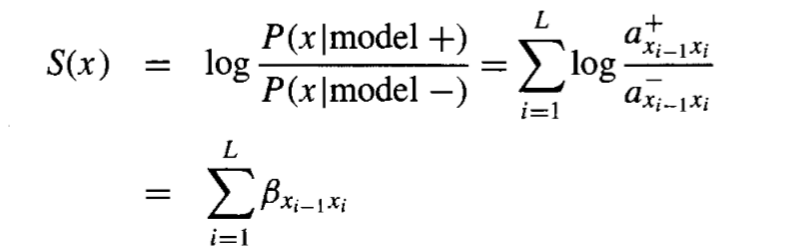 S(x) = log P(x|model +) / P(x|model −) = ∑_{i=1}^{L} log a^+_{x_{i−1}x_i} / a^−_{x_{i−1}x_i}
= ∑_{i=1}^{L} β_{x_{i−1}x_i}